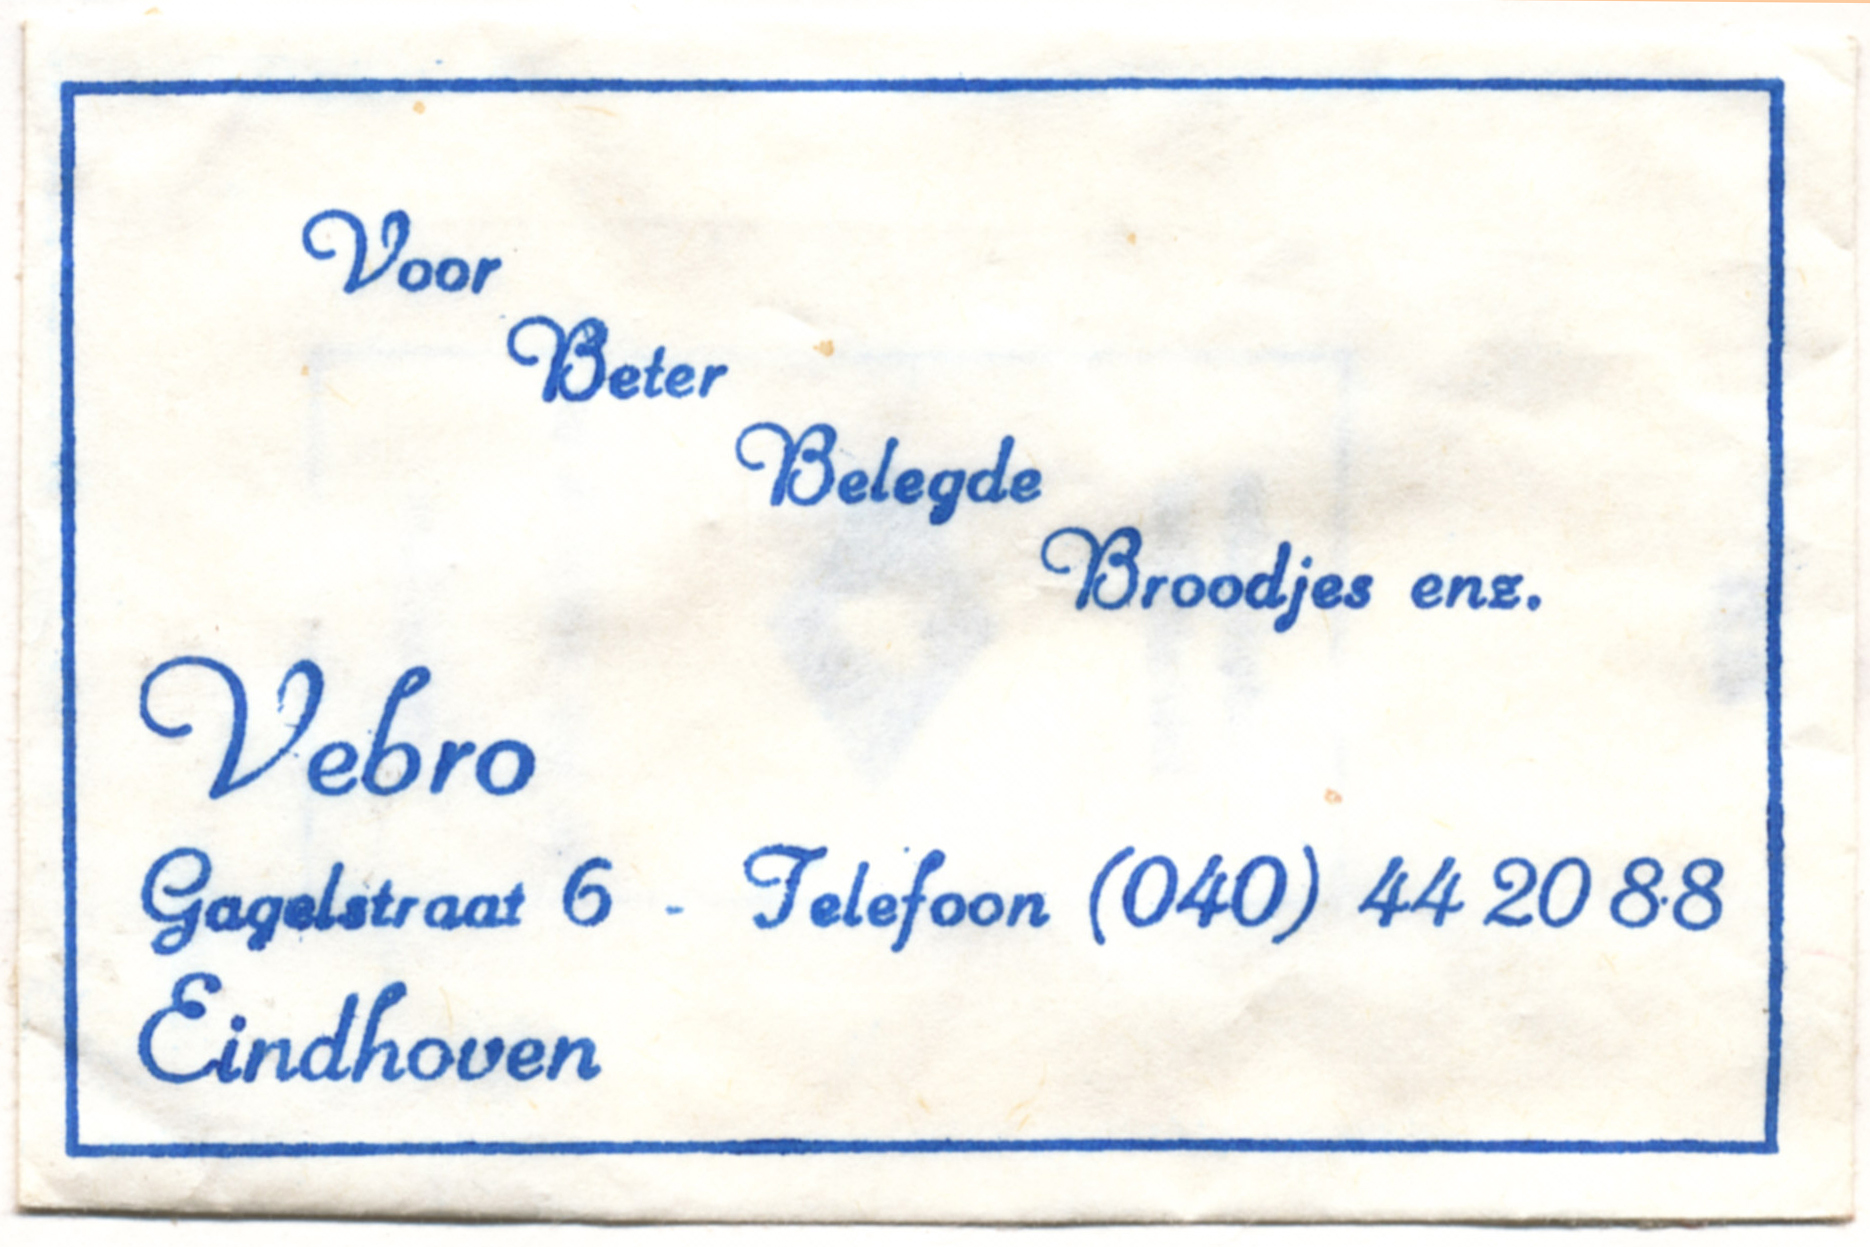 Voor
Beter
Belegde
Broodjes enz.
Vebro
Gagelstraat 6 - Telefoon (040) 44 20 88
Eindhoven